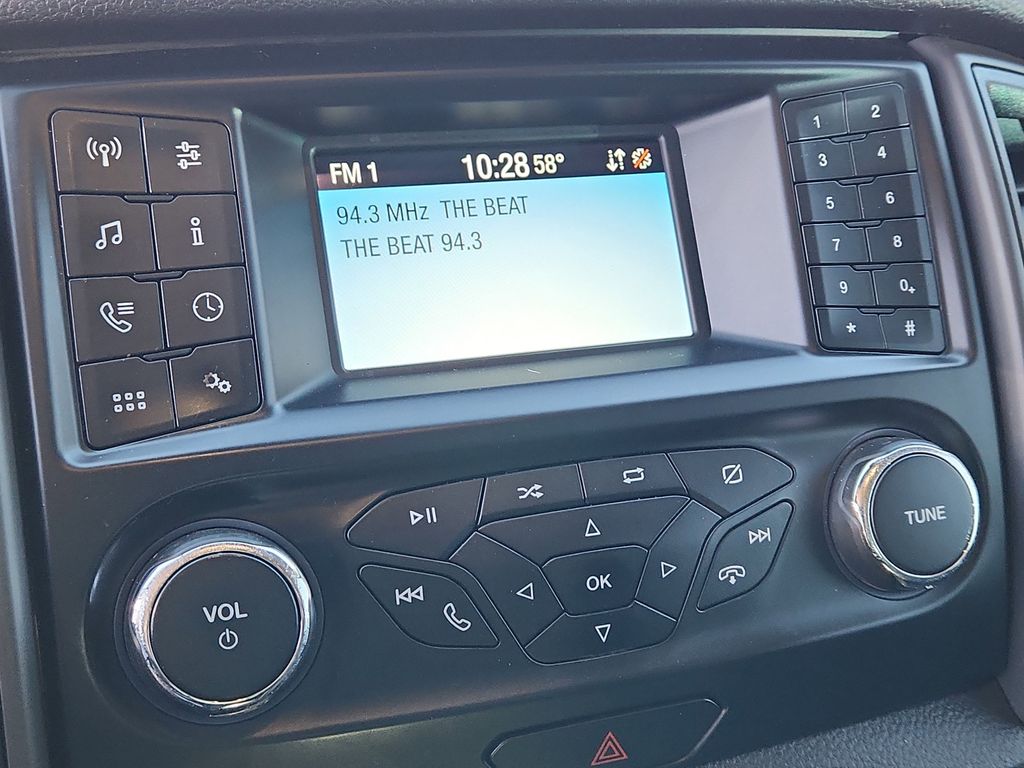 FM 1 10:28 58°
94.3 MHz THE BEAT
THE BEAT 94.3
1 2
3 4
5 6
7 8
9 0+
* #
i
VOL
OK
TUNE